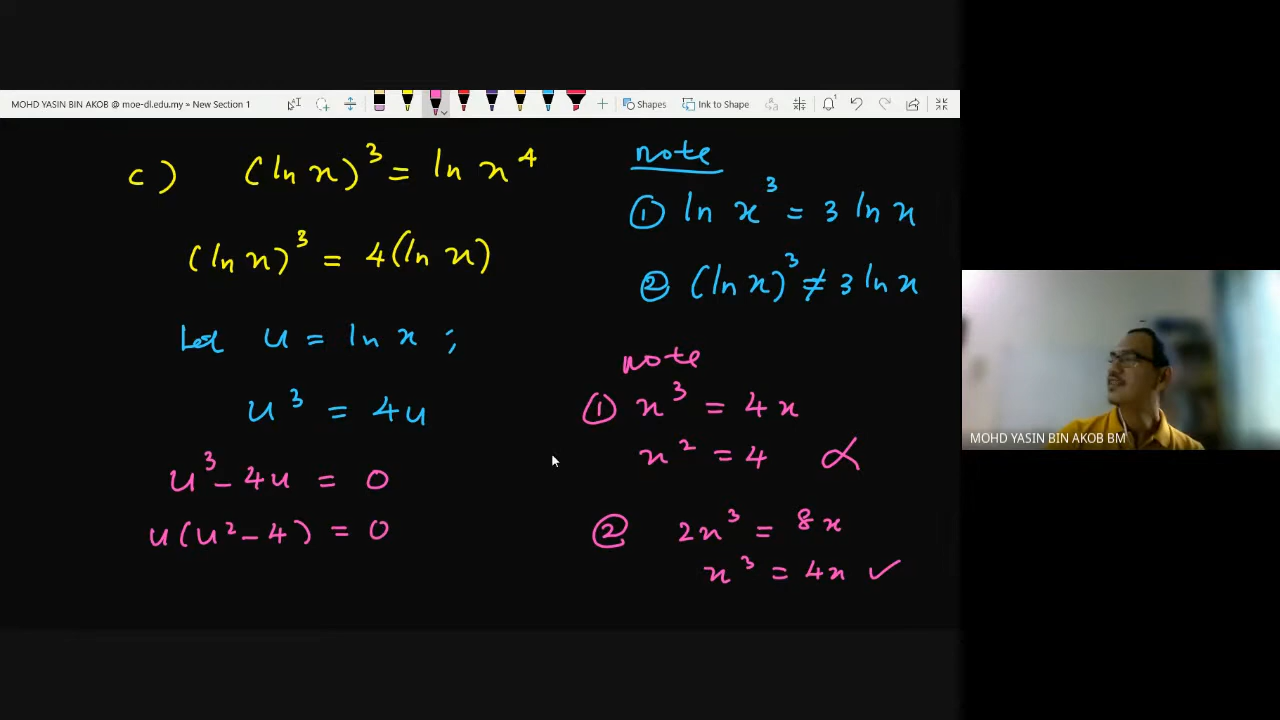 MOHD YASIN BIN AKOB @ moe-dl.edu.my » New Section 1
Shapes
Ink to Shape
c) (ln x)³ = ln x⁴
(ln x)³ = 4(ln x)
Let u = ln x ;
u³ = 4u
u³ - 4u = 0
u(u² - 4) = 0
note
① ln x³ = 3 ln x
② (ln x)³ ≠ 3 ln x
note
① x³ = 4x
x² = 4
② 2x³ = 8x
x³ = 4x ✓
MOHD YASIN BIN AKOB BM